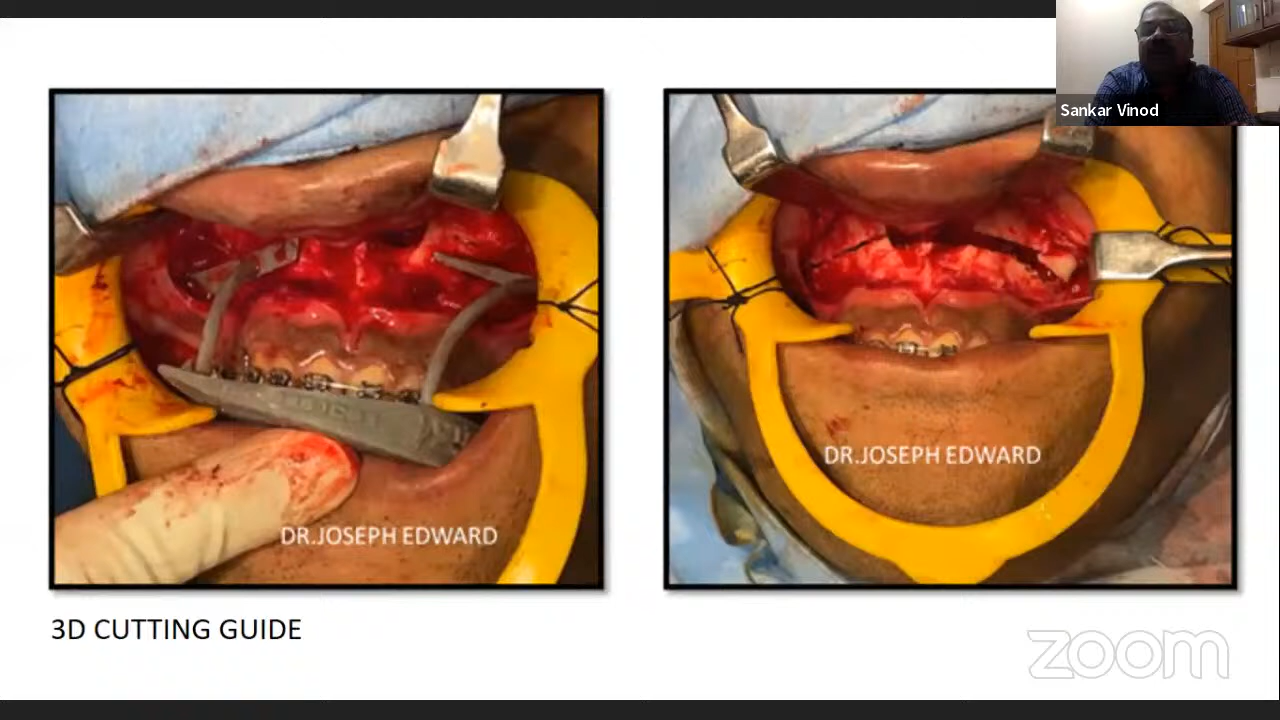 Sankar Vinod
DR.JOSEPH EDWARD
DR.JOSEPH EDWARD
3D CUTTING GUIDE
zoom